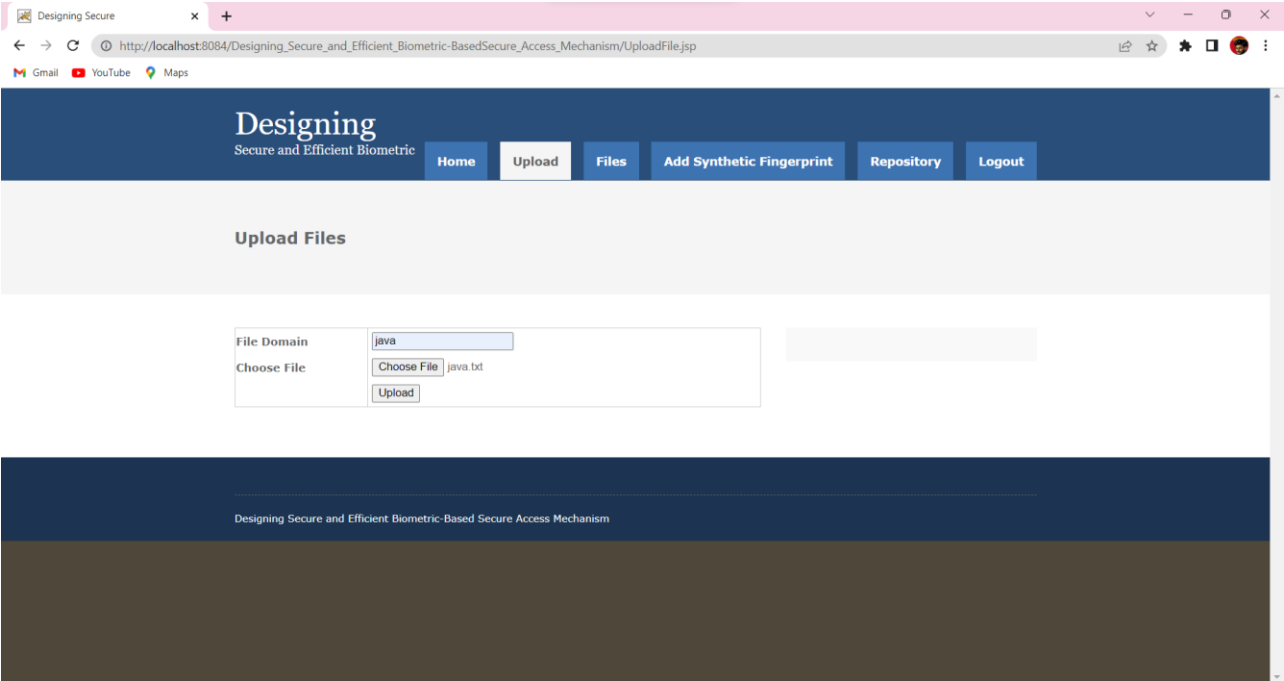 Designing Secure
http://localhost:8084/Designing_Secure_and_Efficient_Biometric-BasedSecure_Access_Mechanism/UploadFile.jsp
Gmail YouTube Maps
Designing
Secure and Efficient Biometric
Home Upload Files Add Synthetic Fingerprint Repository Logout
Upload Files
File Domain java
Choose File Choose File java.txt
Upload
Designing Secure and Efficient Biometric-Based Secure Access Mechanism